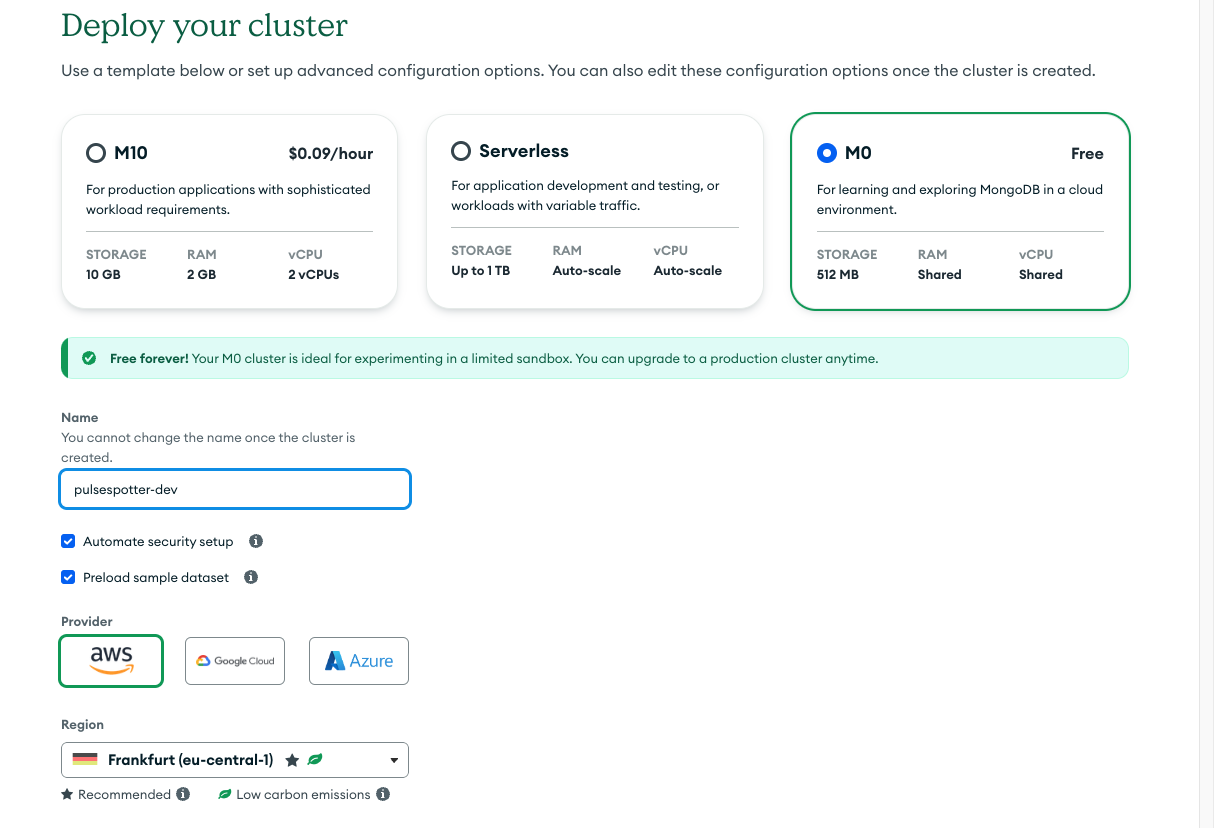 Deploy your cluster
Use a template below or set up advanced configuration options. You can also edit these configuration options once the cluster is created.
M10 $0.09/hour
For production applications with sophisticated
workload requirements.
STORAGE RAM vCPU
10 GB 2 GB 2 vCPUs
Serverless
For application development and testing, or
workloads with variable traffic.
STORAGE RAM vCPU
Up to 1 TB Auto-scale Auto-scale
M0 Free
For learning and exploring MongoDB in a cloud
environment.
STORAGE RAM vCPU
512 MB Shared Shared
Free forever! Your M0 cluster is ideal for experimenting in a limited sandbox. You can upgrade to a production cluster anytime.
Name
You cannot change the name once the cluster is
created.
pulsespotter-dev
Automate security setup
Preload sample dataset
Provider
aws Google Cloud Azure
Region
Frankfurt (eu-central-1)
Recommended Low carbon emissions